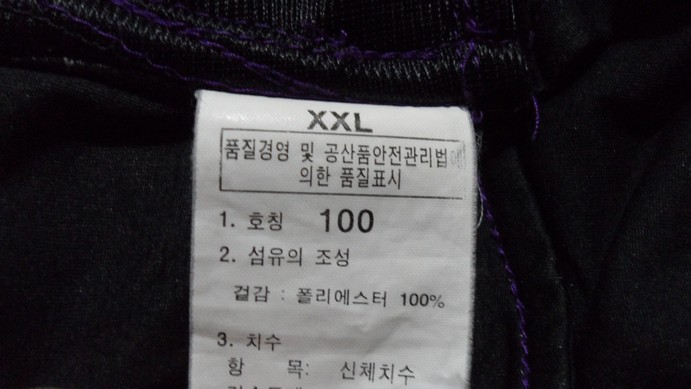 XXL
품질경영 및 공산품안전관리법에
의한 품질표시
1. 호칭 100
2. 섬유의 조성
겉감 : 폴리에스터 100%
3. 치수
항 목: 신체치수